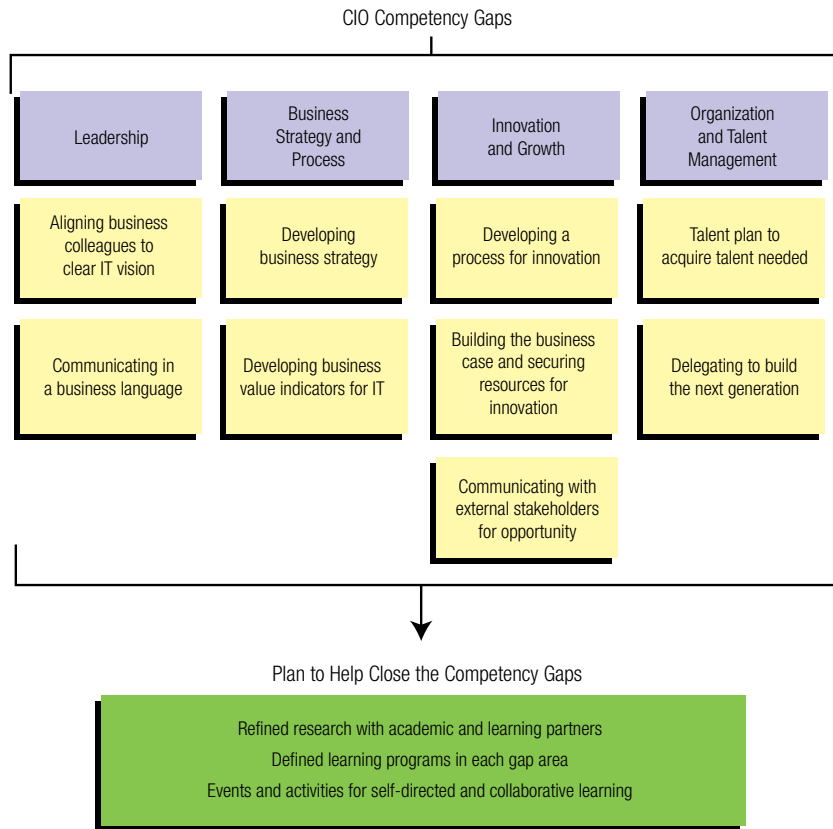 CIO Competency Gaps
Leadership
Business
Strategy and
Process
Innovation
and Growth
Organization
and Talent
Management
Aligning business
colleagues to
clear IT vision
Developing
business strategy
Developing a
process for innovation
Talent plan to
acquire talent needed
Communicating in
a business language
Developing business
value indicators for IT
Building the business
case and securing
resources for
innovation
Delegating to build
the next generation
Communicating with
external stakeholders
for opportunity
Plan to Help Close the Competency Gaps
Refined research with academic and learning partners
Defined learning programs in each gap area
Events and activities for self-directed and collaborative learning